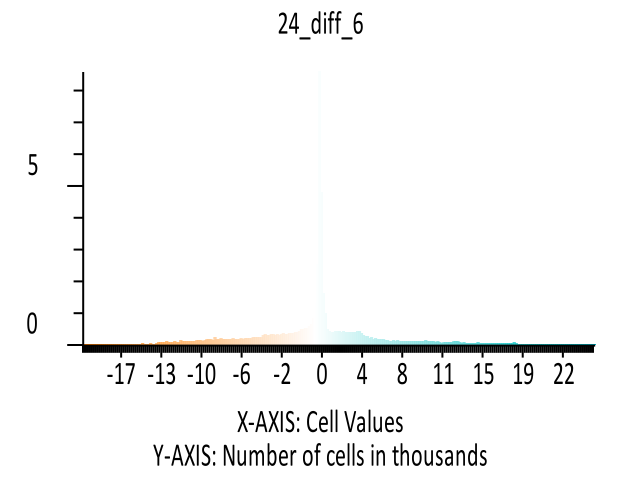 24_diff_6
5
0
-17 -13 -10 -6 -2 0 4 8 11 15 19 22
X-AXIS: Cell Values
Y-AXIS: Number of cells in thousands